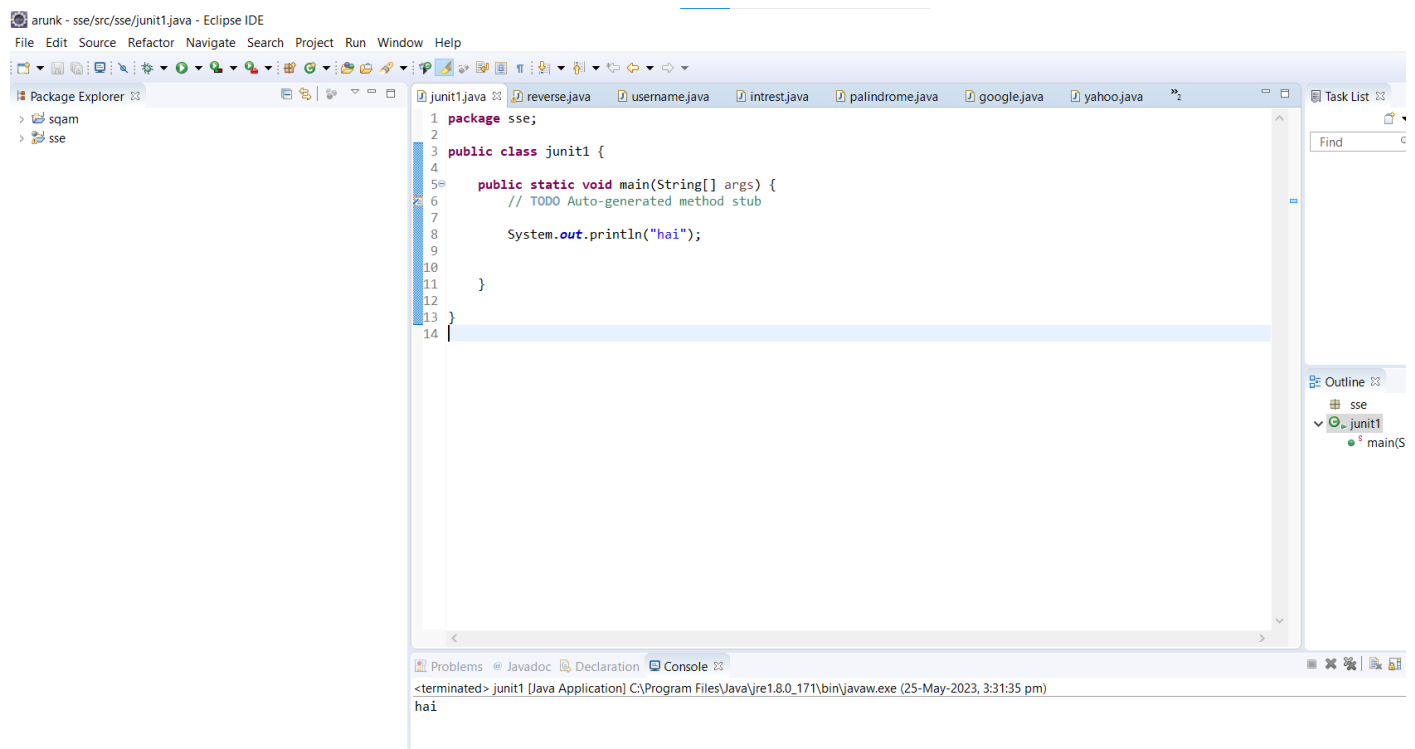 arunk - sse/src/sse/junit1.java - Eclipse IDE
File Edit Source Refactor Navigate Search Project Run Window Help
Package Explorer
sqam
sse
junit1.java reverse.java username.java intrest.java palindrome.java google.java yahoo.java »2
1 package sse;
2
3 public class junit1 {
4
5 public static void main(String[] args) {
6 // TODO Auto-generated method stub
7
8 System.out.println("hai");
9
10
11 }
12
13 }
14
Task List
Find
Outline
sse
junit1
main(S
Problems Javadoc Declaration Console
<terminated> junit1 [Java Application] C:\Program Files\Java\jre1.8.0_171\bin\javaw.exe (25-May-2023, 3:31:35 pm)
hai